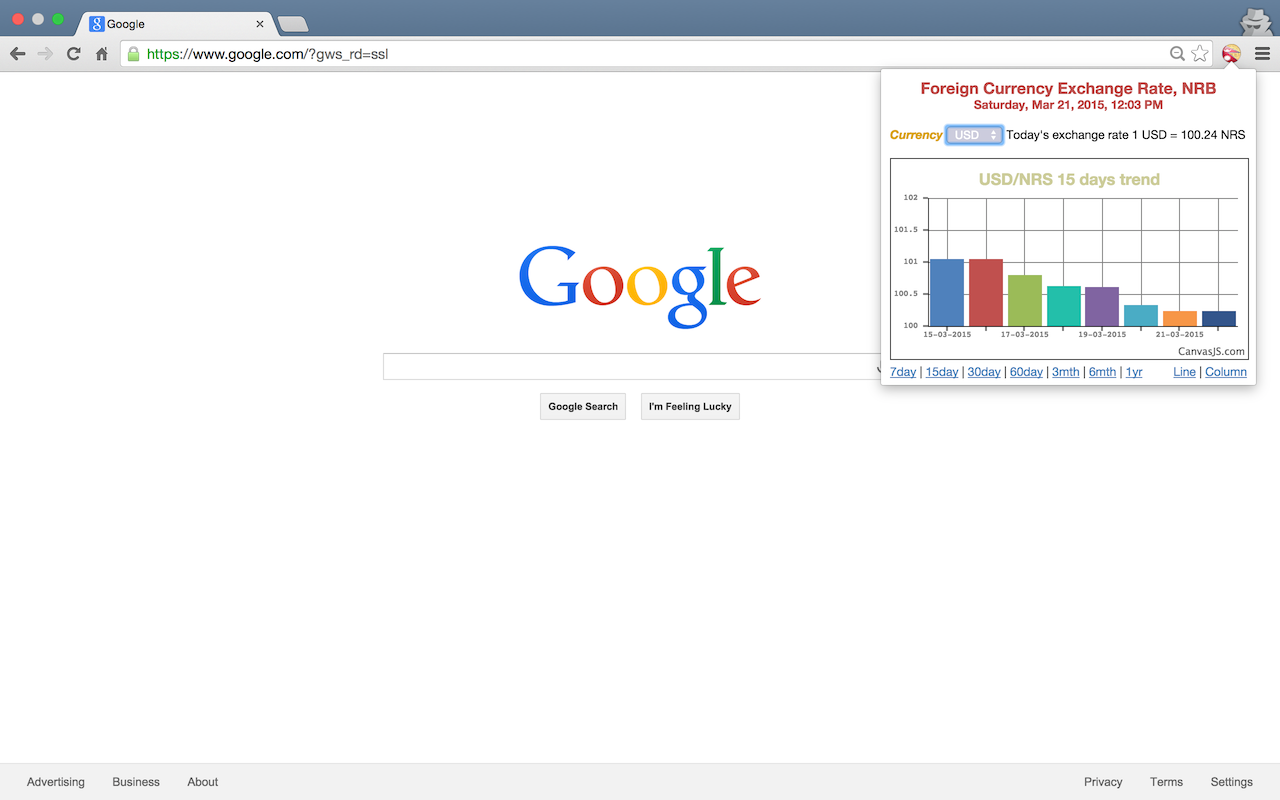 Google
https://www.google.com/?gws_rd=ssl
Foreign Currency Exchange Rate, NRB
Saturday, Mar 21, 2015, 12:03 PM
Currency USD Today's exchange rate 1 USD = 100.24 NRS
USD/NRS 15 days trend
102
101.5
101
100.5
100
15-03-2015 17-03-2015 19-03-2015 21-03-2015
CanvasJS.com
7day | 15day | 30day | 60day | 3mth | 6mth | 1yr Line | Column
Google
Google Search I'm Feeling Lucky
Advertising Business About Privacy Terms Settings